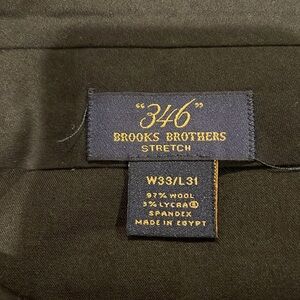 "346"
BROOKS BROTHERS
STRETCH
W33/L31
97% WOOL
3% LYCRA®
SPANDEX
MADE IN EGYPT